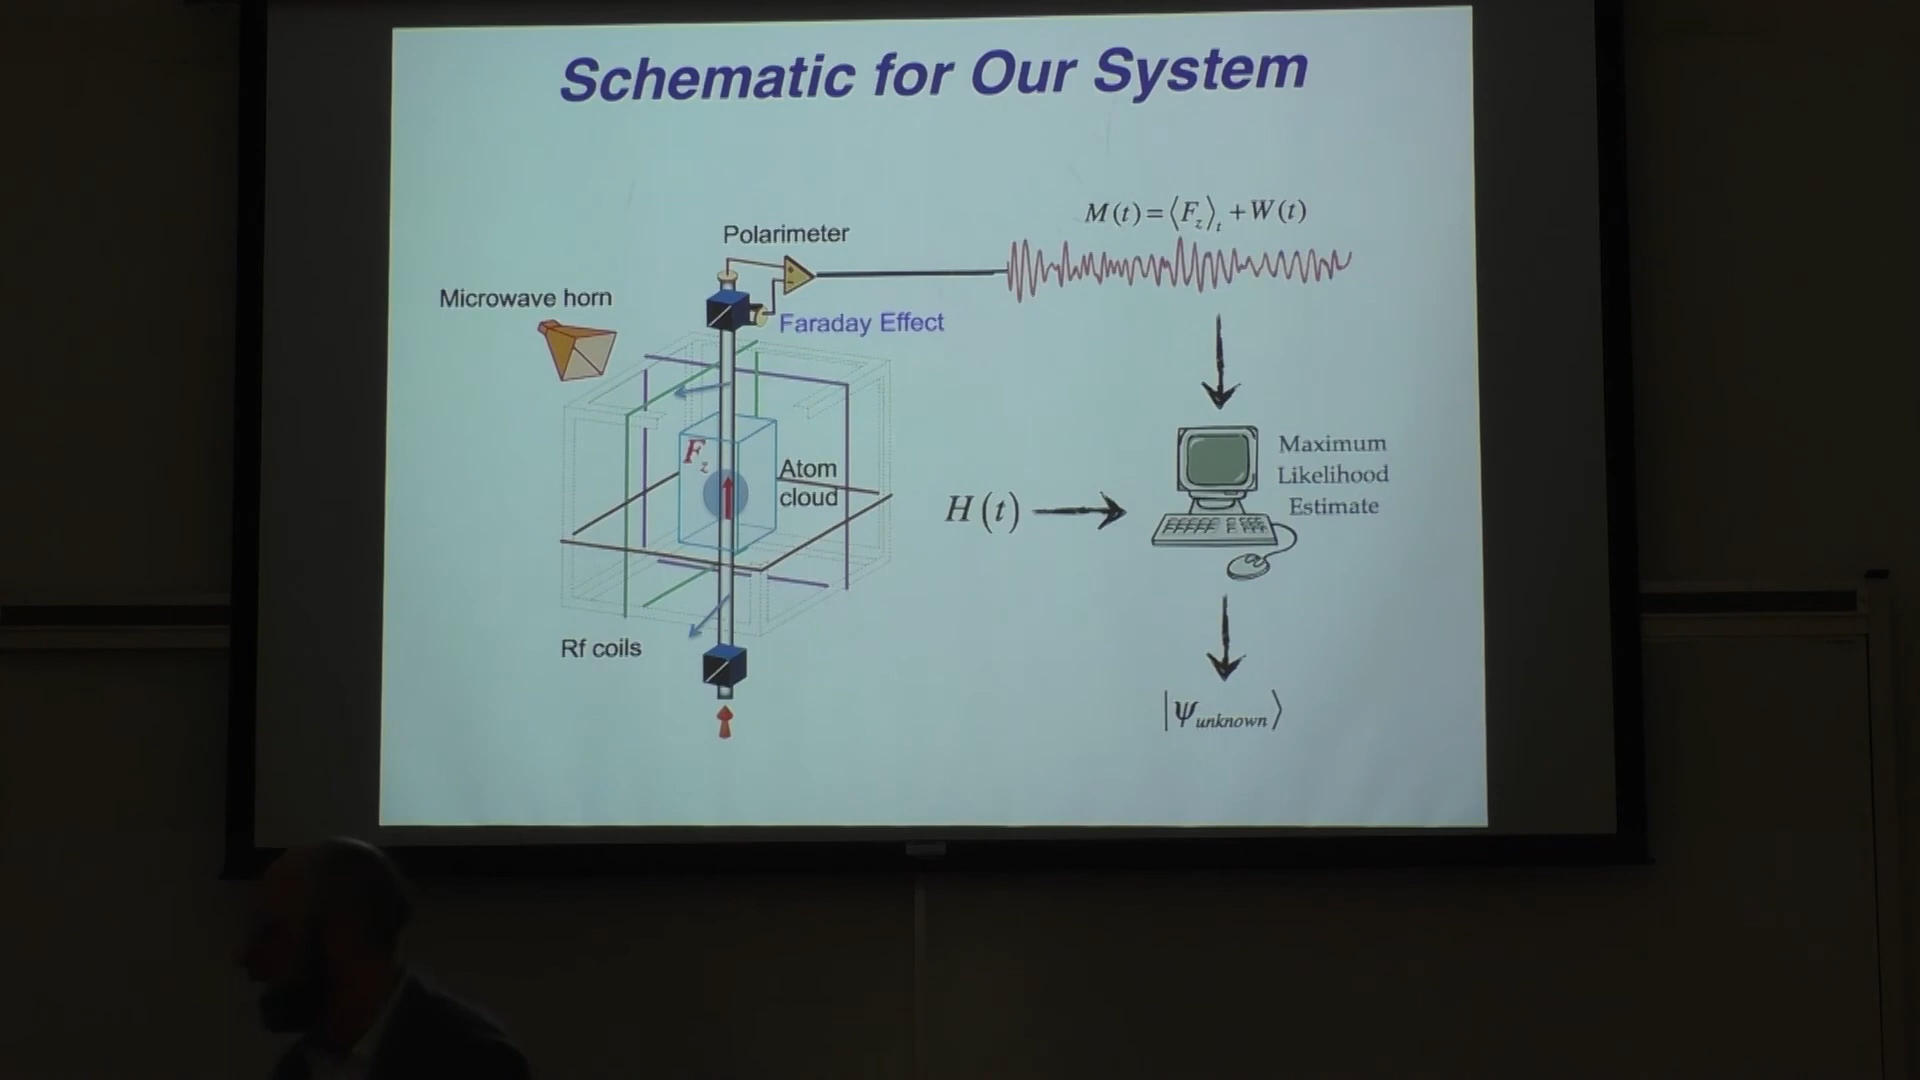 Schematic for Our System
M(t)=⟨F_z⟩_t +W(t)
Polarimeter
Microwave horn
Faraday Effect
F_z
Atom
cloud
H(t)
Maximum
Likelihood
Estimate
Rf coils
|ψ_unknown⟩